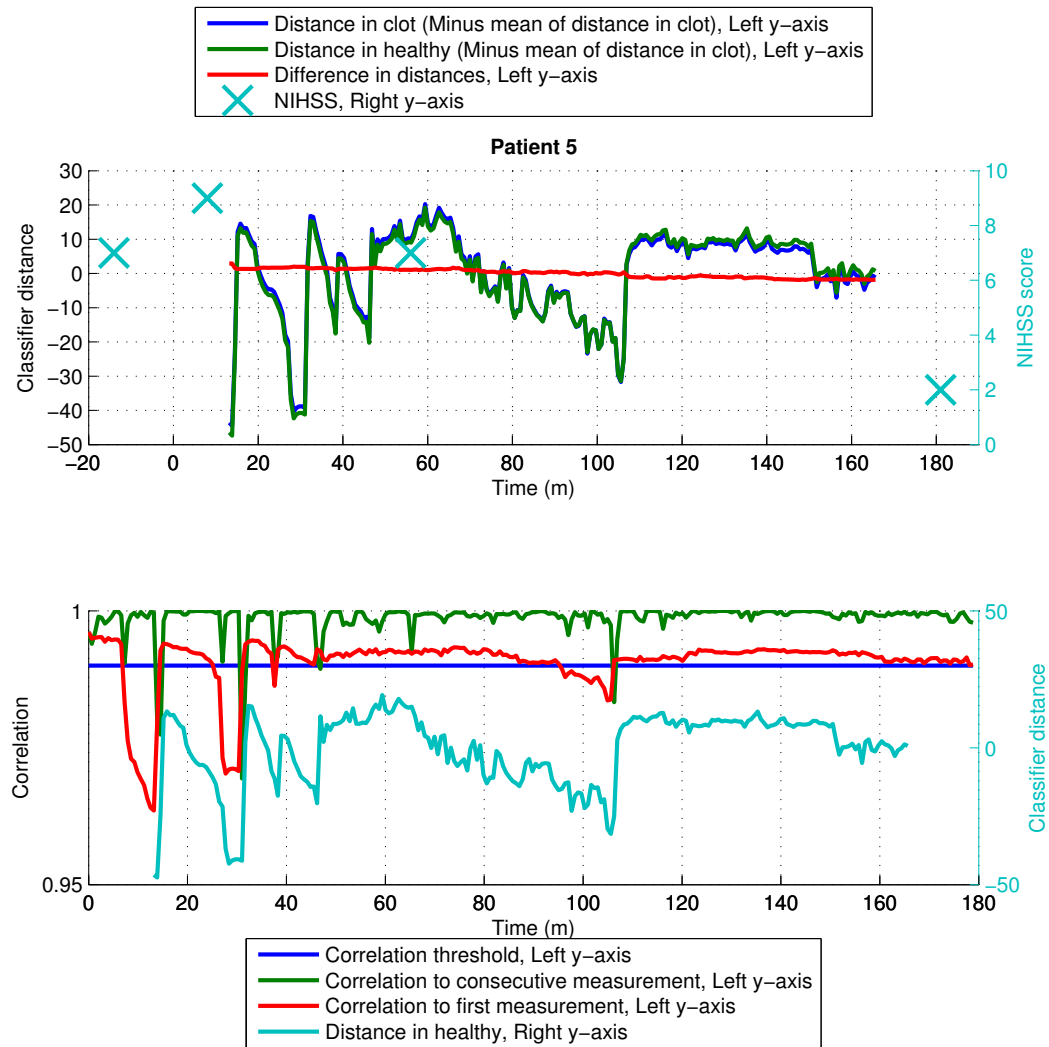 Distance in clot (Minus mean of distance in clot), Left y−axis
Distance in healthy (Minus mean of distance in clot), Left y−axis
Difference in distances, Left y−axis
NIHSS, Right y−axis
Patient 5
30
20
10
0
−10
−20
−30
−40
−50
Classifier distance
10
8
6
4
2
0
NIHSS score
−20 0 20 40 60 80 100 120 140 160 180
Time (m)
1
0.95
Correlation
50
0
−50
Classifier distance
0 20 40 60 80 100 120 140 160 180
Time (m)
Correlation threshold, Left y−axis
Correlation to consecutive measurement, Left y−axis
Correlation to first measurement, Left y−axis
Distance in healthy, Right y−axis